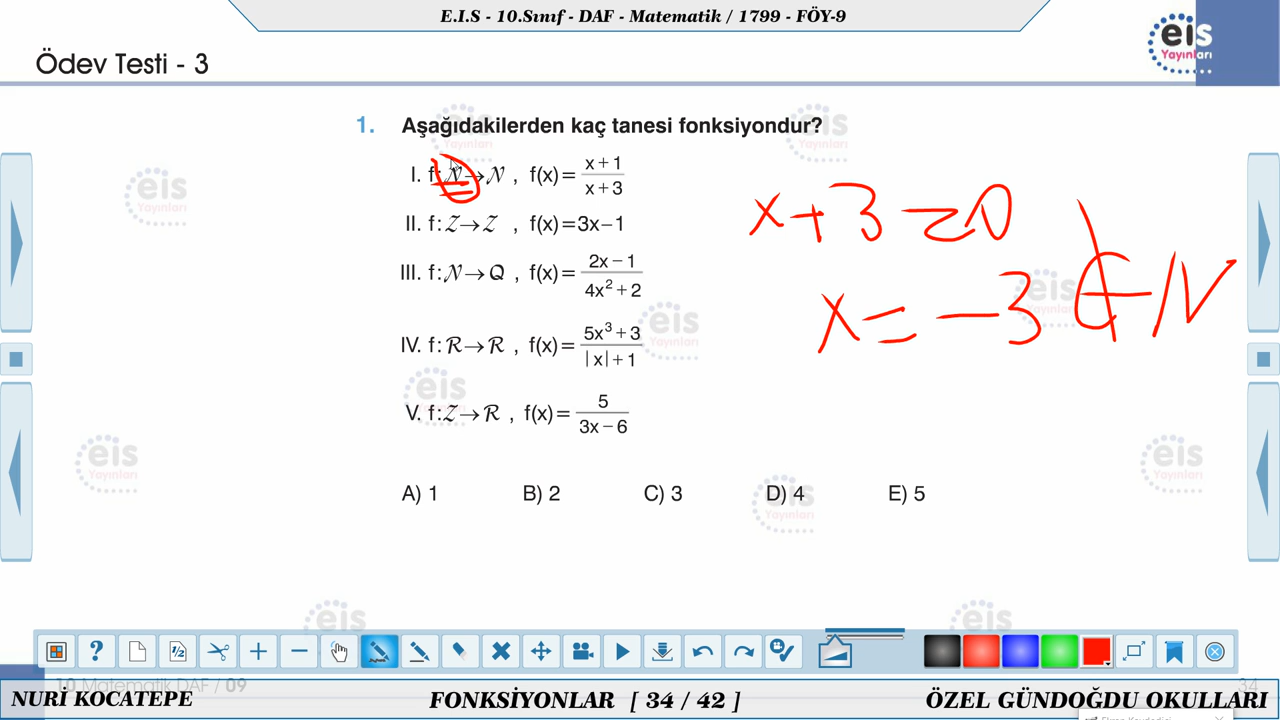 E.I.S - 10.Sınıf - DAF - Matematik / 1799 - FÖY-9
eis
Yayınları
Ödev Testi - 3
1. Aşağıdakilerden kaç tanesi fonksiyondur?
I. f: N→N , f(x)= x+1 / x+3
II. f: Z→Z , f(x)=3x−1
III. f: N→Q , f(x)= 2x−1 / 4x²+2
IV. f: R→R , f(x)= 5x³+3 / |x|+1
V. f: Z→R , f(x)= 5 / 3x−6
x+3=0
x=-3 ∉ N
A) 1 B) 2 C) 3 D) 4 E) 5
10 Matematik DAF / 09
34
NURİ KOCATEPE
FONKSİYONLAR [ 34 / 42 ]
ÖZEL GÜNDOĞDU OKULLARI